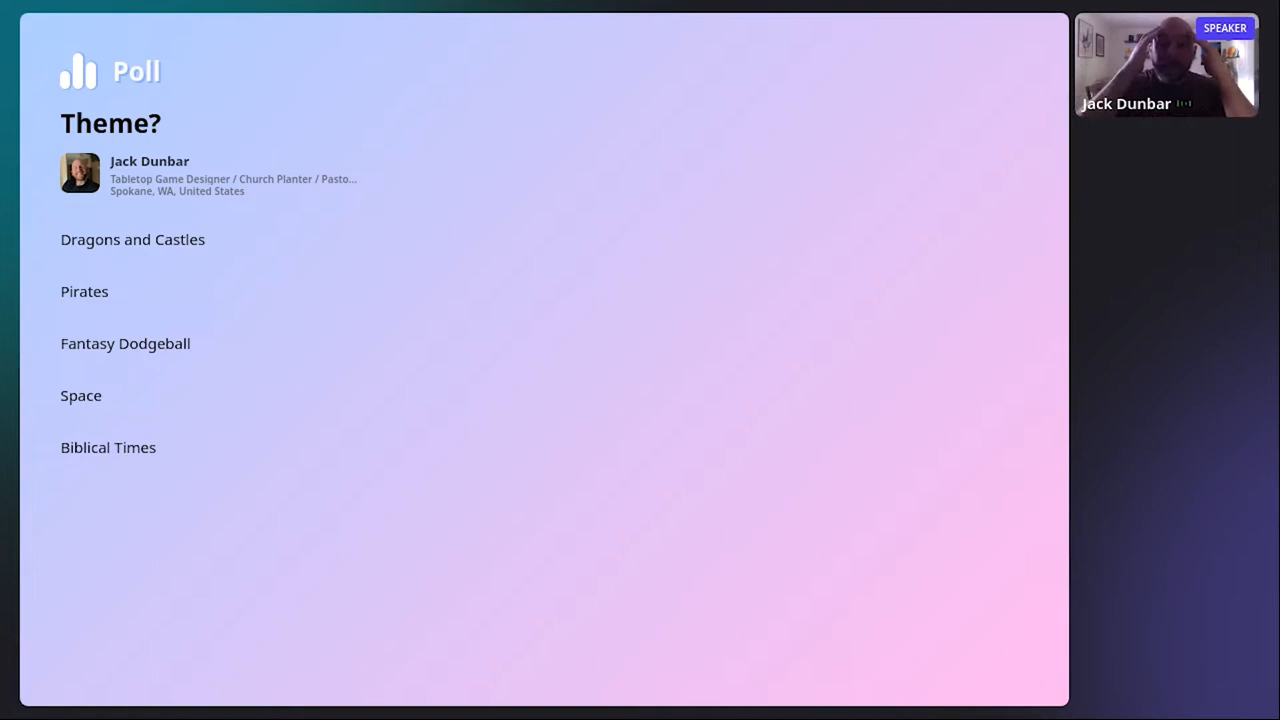 Poll
Theme?
Jack Dunbar
Tabletop Game Designer / Church Planter / Pasto...
Spokane, WA, United States
Dragons and Castles
Pirates
Fantasy Dodgeball
Space
Biblical Times
SPEAKER
Jack Dunbar